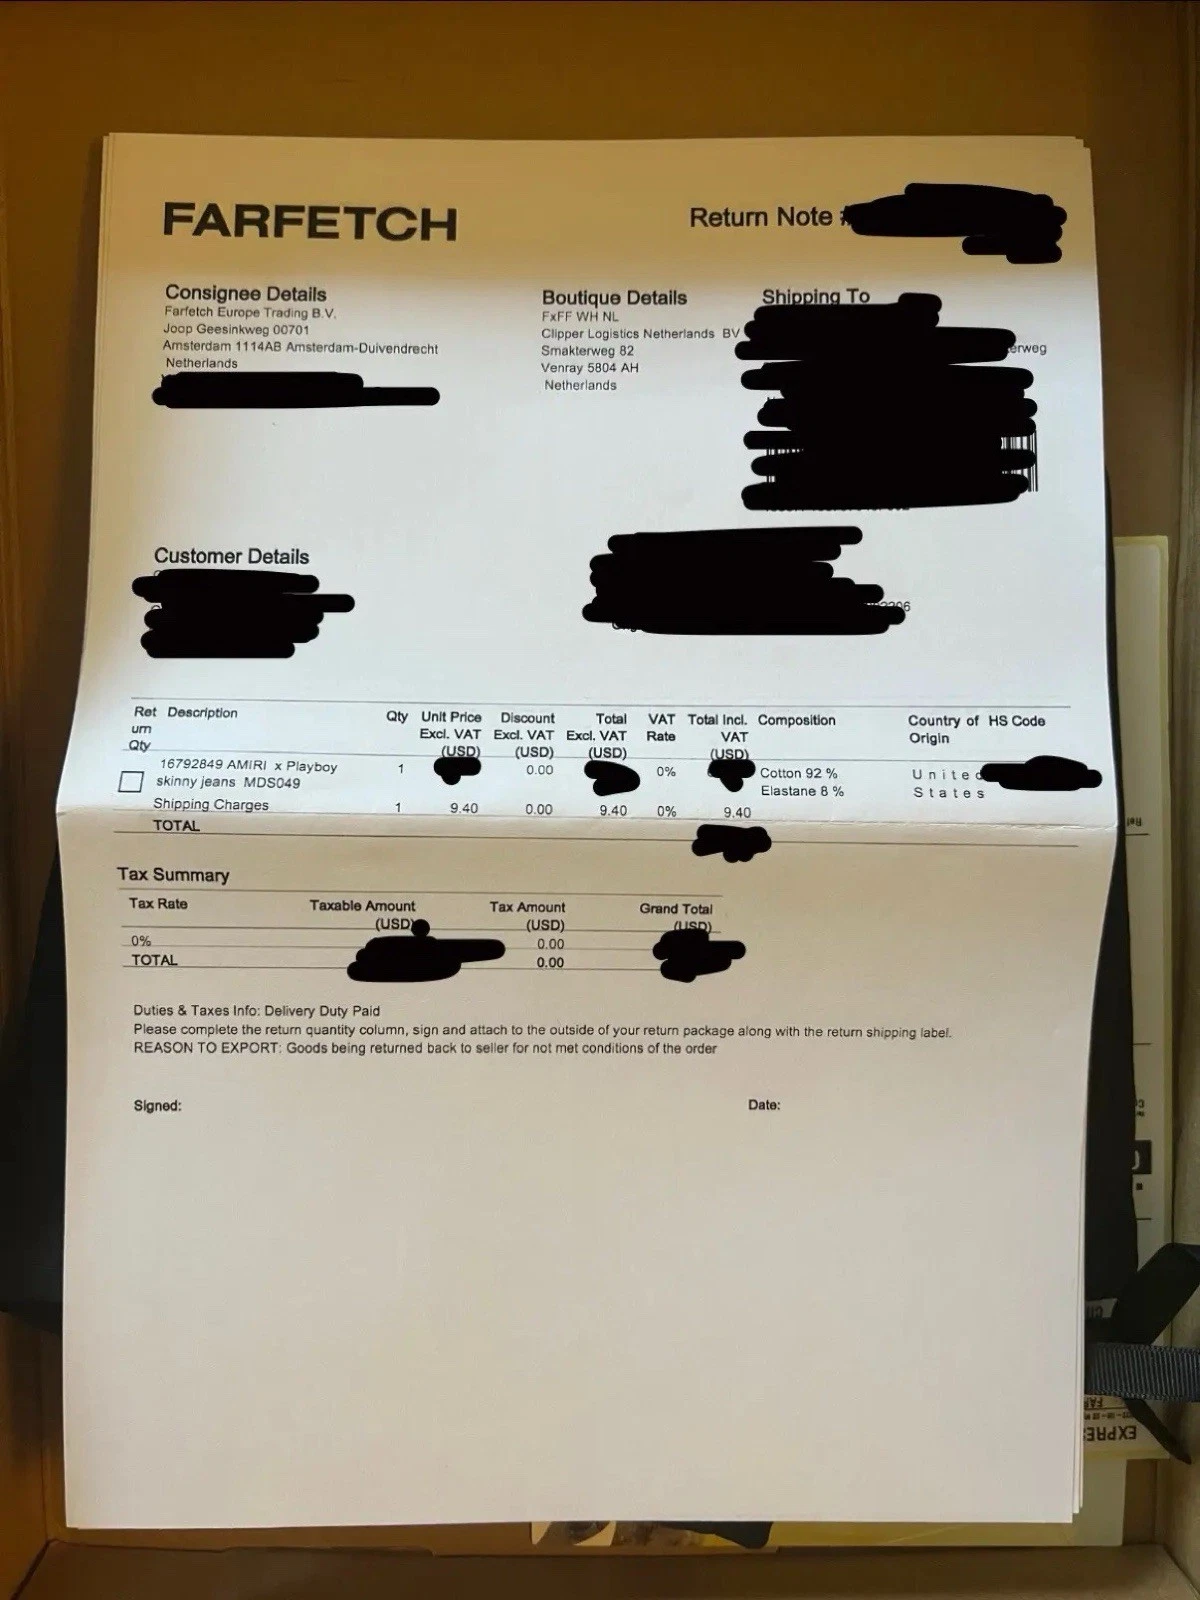 FARFETCH
Return Note
Consignee Details
Farfetch Europe Trading B.V.
Joop Geesinkweg 00701
Amsterdam 1114AB Amsterdam-Duivendrecht
Netherlands
Boutique Details
FxFF WH NL
Clipper Logistics Netherlands BV
Smakterweg 82
Venray 5804 AH
Netherlands
Shipping To
erweg
Customer Details
Ret urn Qty Description Qty Unit Price Excl. VAT (USD) Discount Excl. VAT (USD) Total Excl. VAT (USD) VAT Rate Total Incl. VAT (USD) Composition Country of Origin HS Code
16792849 AMIRI x Playboy 1 0.00 0% Cotton 92 % United
skinny jeans MDS049 Elastane 8 % States
Shipping Charges 1 9.40 0.00 9.40 0% 9.40
TOTAL
Tax Summary
Tax Rate Taxable Amount (USD) Tax Amount (USD) Grand Total (USD)
0% 0.00
TOTAL 0.00
Duties & Taxes Info: Delivery Duty Paid
Please complete the return quantity column, sign and attach to the outside of your return package along with the return shipping label.
REASON TO EXPORT: Goods being returned back to seller for not met conditions of the order
Signed: Date:
EXPRE